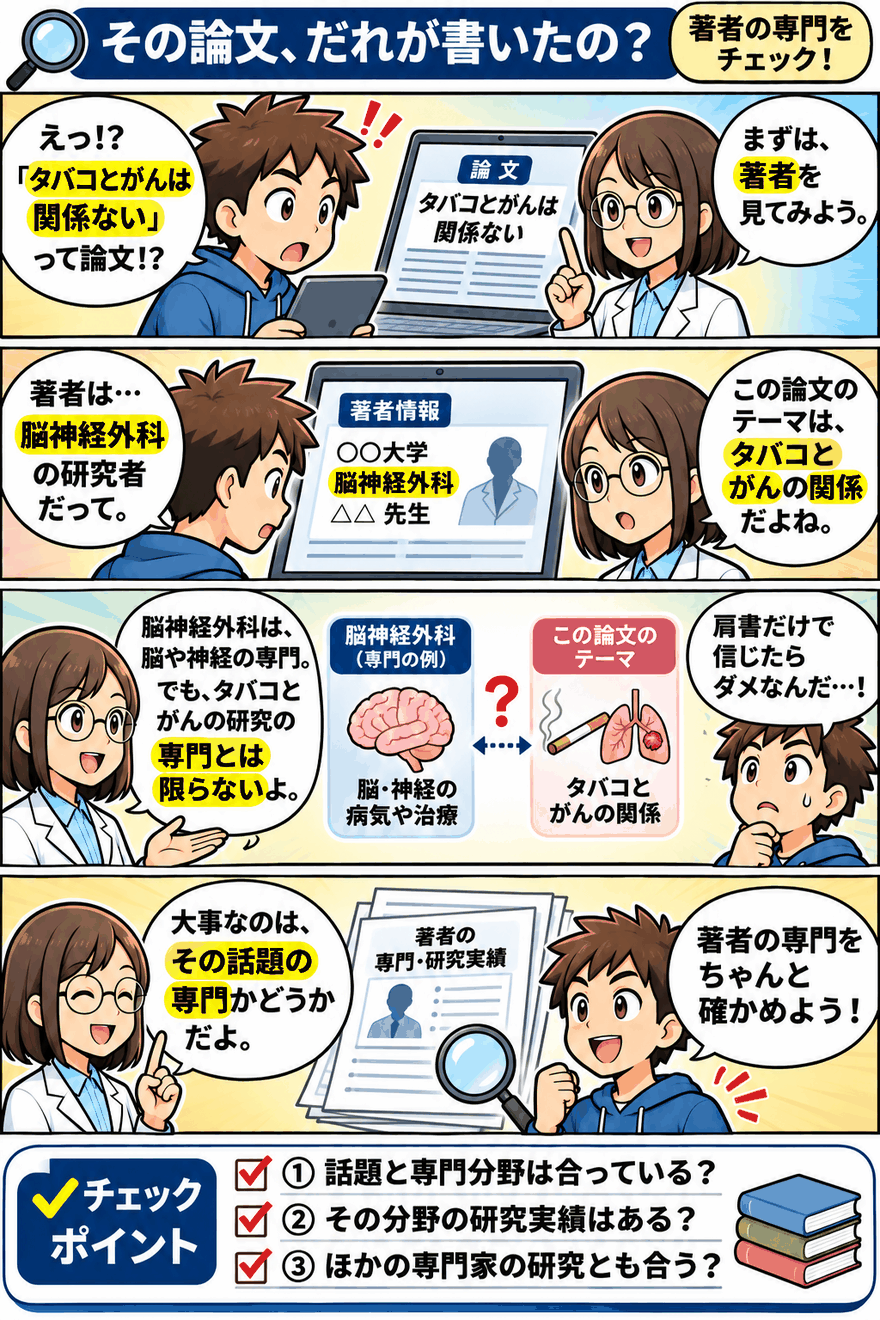 その論文、だれが書いたの？
著者の専門を
チェック！
えっ!?
「タバコとがんは
関係ない」
って論文!?
!!
論文
タバコとがんは
関係ない
まずは、
著者を
見てみよう。
著者は…
脳神経外科
の研究者
だって。
著者情報
〇〇大学
脳神経外科
△△ 先生
この論文の
テーマは、
タバコと
がんの関係
だよね。
脳神経外科は、
脳や神経の専門。
でも、タバコと
がんの研究の
専門とは
限らないよ。
脳神経外科
（専門の例）
脳・神経の
病気や治療
?
この論文の
テーマ
タバコと
がんの関係
肩書だけで
信じたら
ダメなんだ…!
大事なのは、
その話題の
専門かどうか
だよ。
著者の
専門・研究実績
著者の専門を
ちゃんと
確かめよう！
チェック
ポイント
① 話題と専門分野は合っている？
② その分野の研究実績はある？
③ ほかの専門家の研究とも合う？